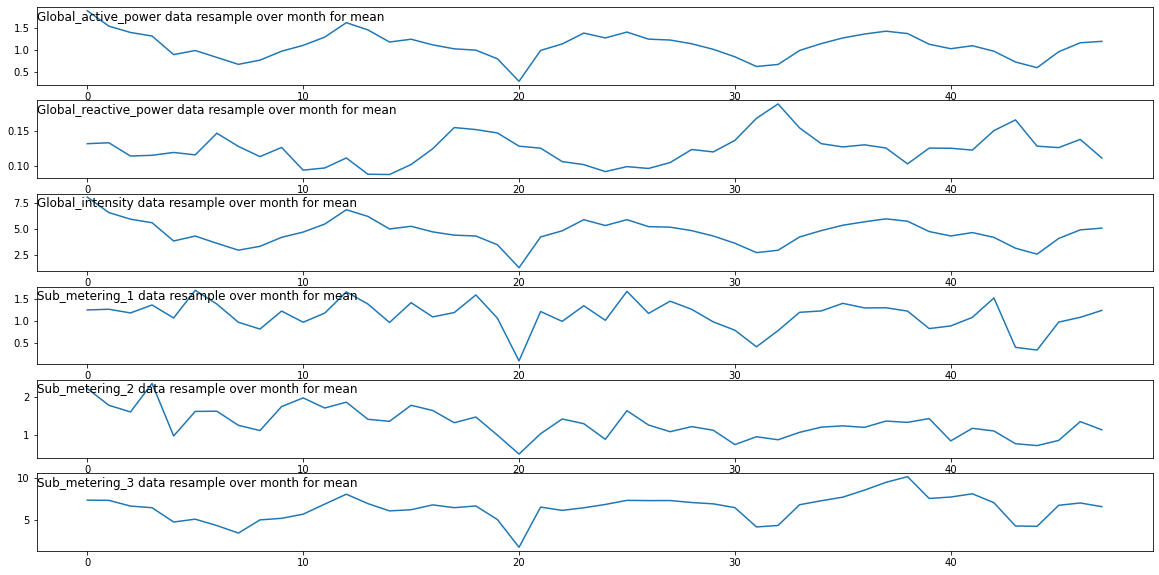 Global_active_power data resample over month for mean
1.5
1.0
0.5
0 10 20 30 40
Global_reactive_power data resample over month for mean
0.15
0.10
0 10 20 30 40
Global_intensity data resample over month for mean
7.5
5.0
2.5
0 10 20 30 40
Sub_metering_1 data resample over month for mean
1.5
1.0
0.5
0 10 20 30 40
Sub_metering_2 data resample over month for mean
2
1
0 10 20 30 40
Sub_metering_3 data resample over month for mean
10
5
0 10 20 30 40